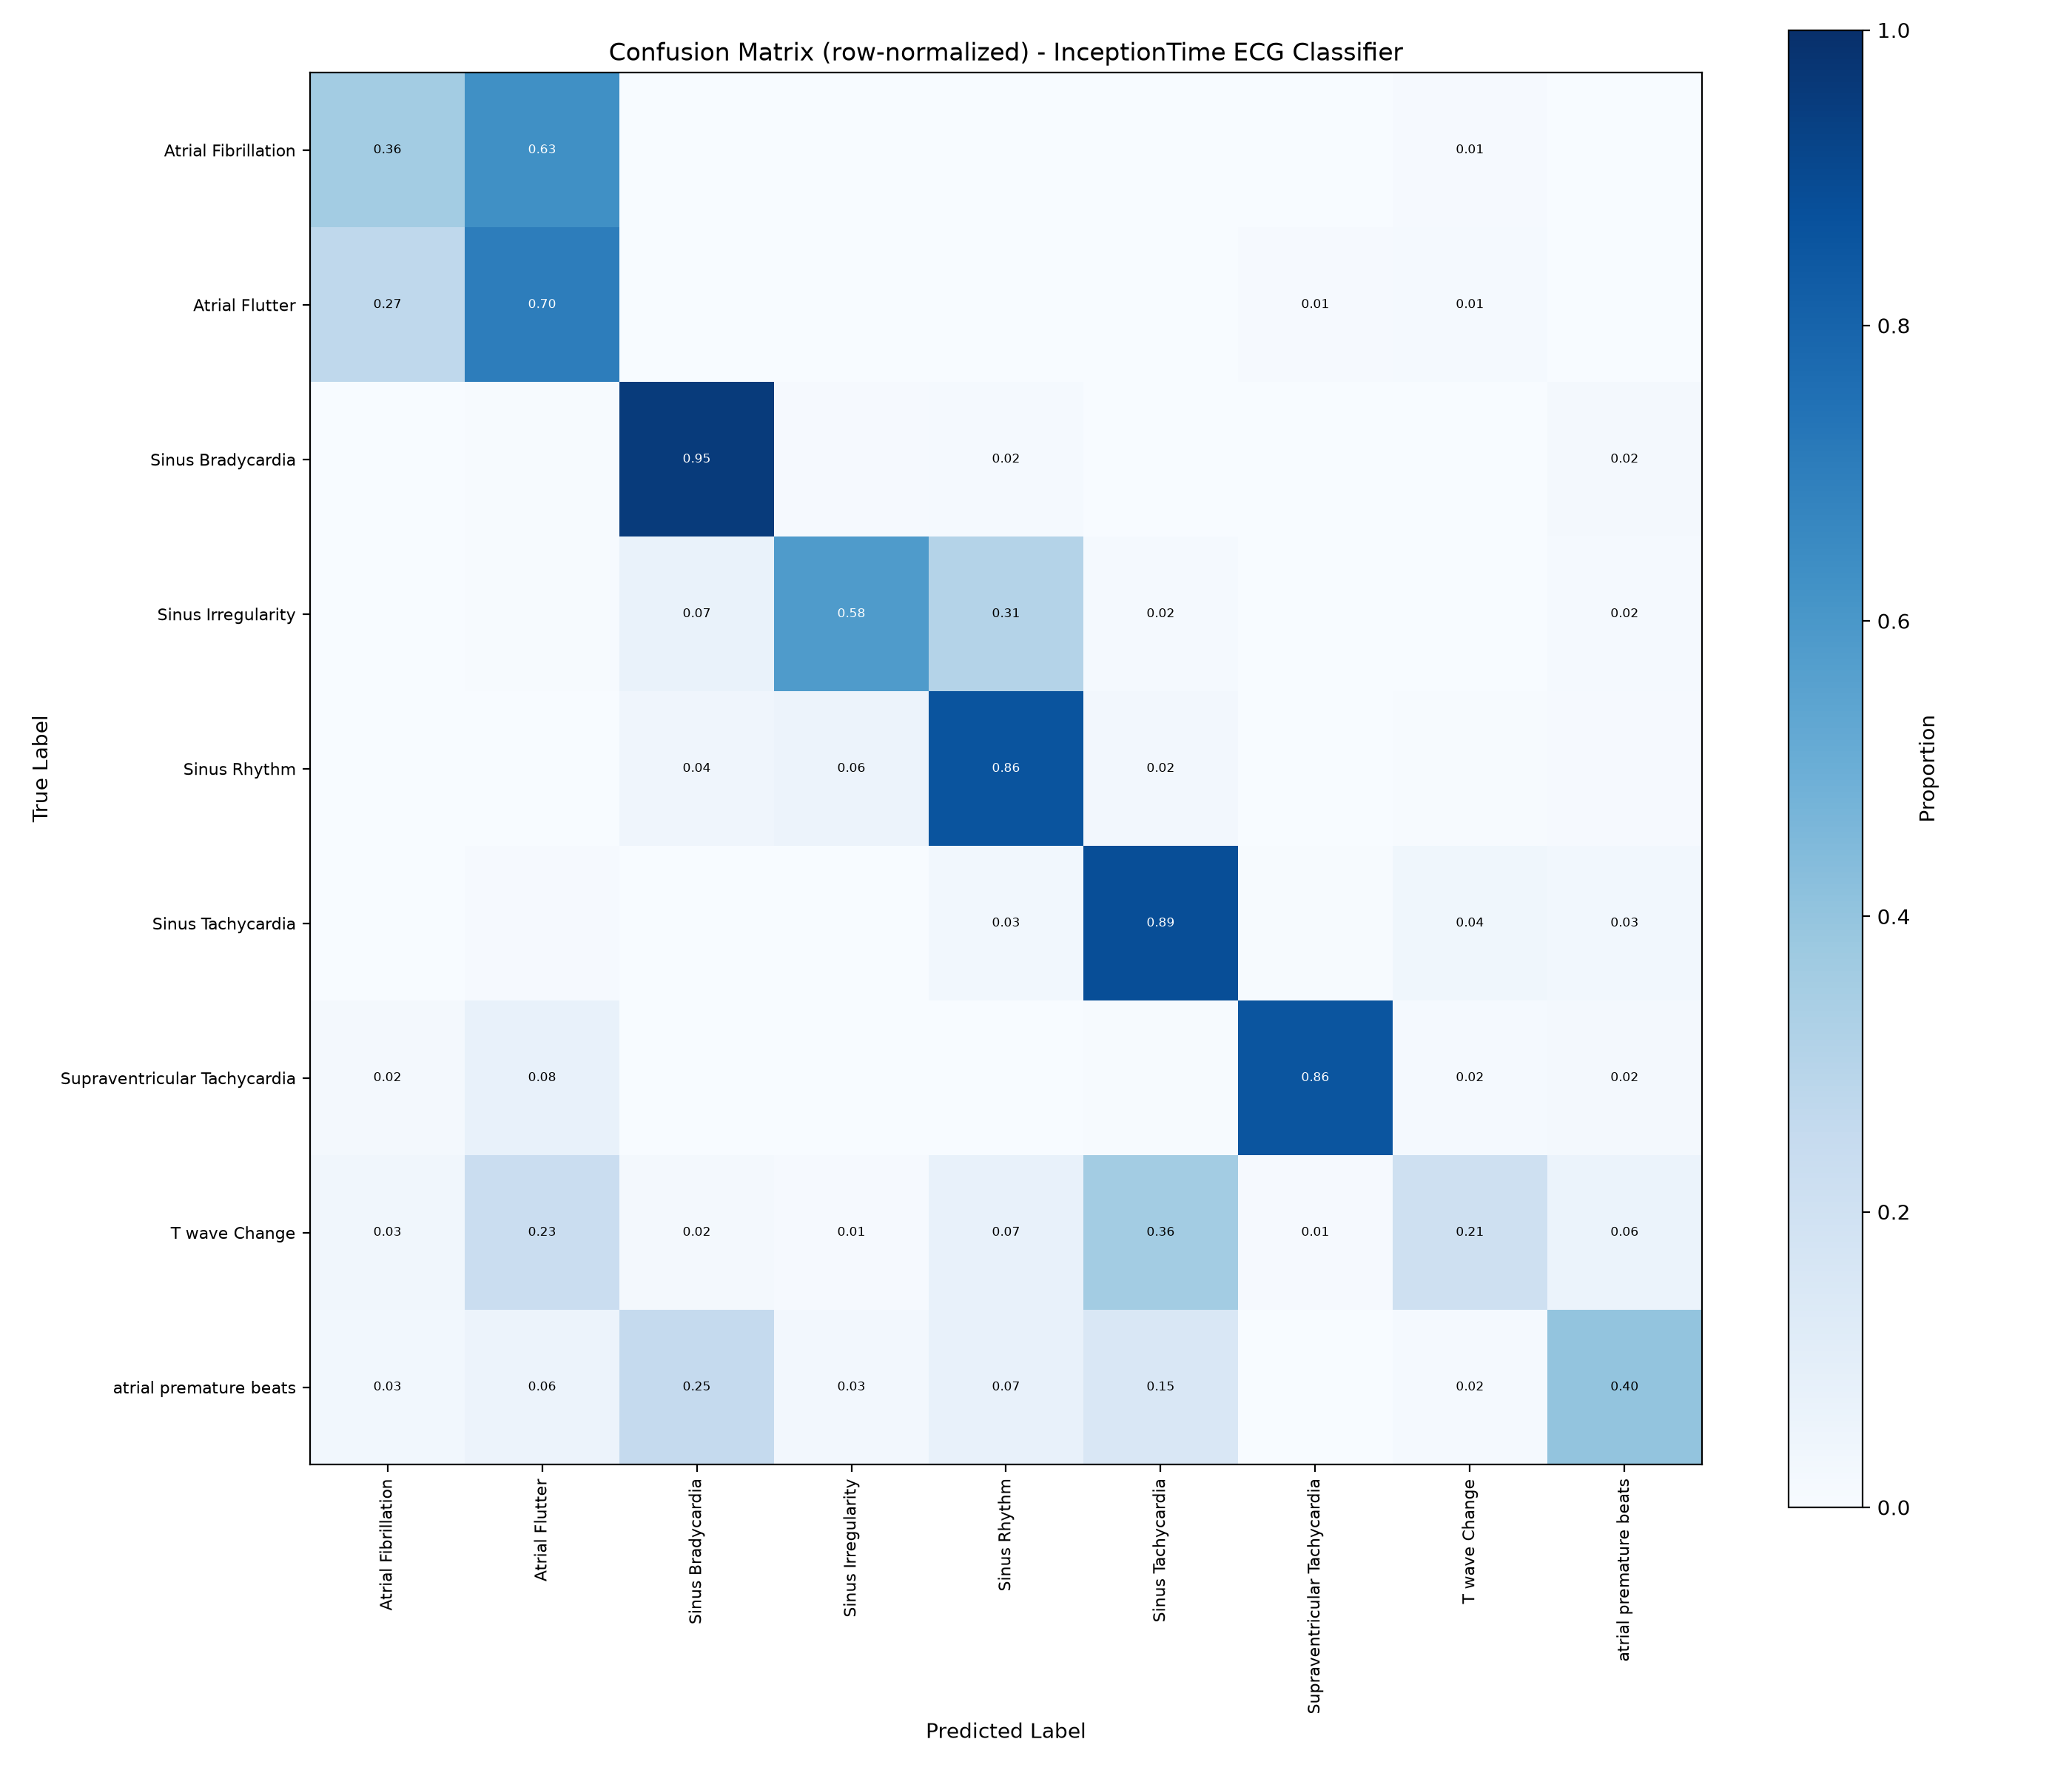 Confusion Matrix (row-normalized) - InceptionTime ECG Classifier
True Label
Atrial Fibrillation 0.36 0.63 0.01
Atrial Flutter 0.27 0.70 0.01 0.01
Sinus Bradycardia 0.95 0.02 0.02
Sinus Irregularity 0.07 0.58 0.31 0.02 0.02
Sinus Rhythm 0.04 0.06 0.86 0.02
Sinus Tachycardia 0.03 0.89 0.04 0.03
Supraventricular Tachycardia 0.02 0.08 0.86 0.02 0.02
T wave Change 0.03 0.23 0.02 0.01 0.07 0.36 0.01 0.21 0.06
atrial premature beats 0.03 0.06 0.25 0.03 0.07 0.15 0.02 0.40
Atrial Fibrillation
Atrial Flutter
Sinus Bradycardia
Sinus Irregularity
Sinus Rhythm
Sinus Tachycardia
Supraventricular Tachycardia
T wave Change
atrial premature beats
Predicted Label
1.0
0.8
0.6
0.4
0.2
0.0
Proportion